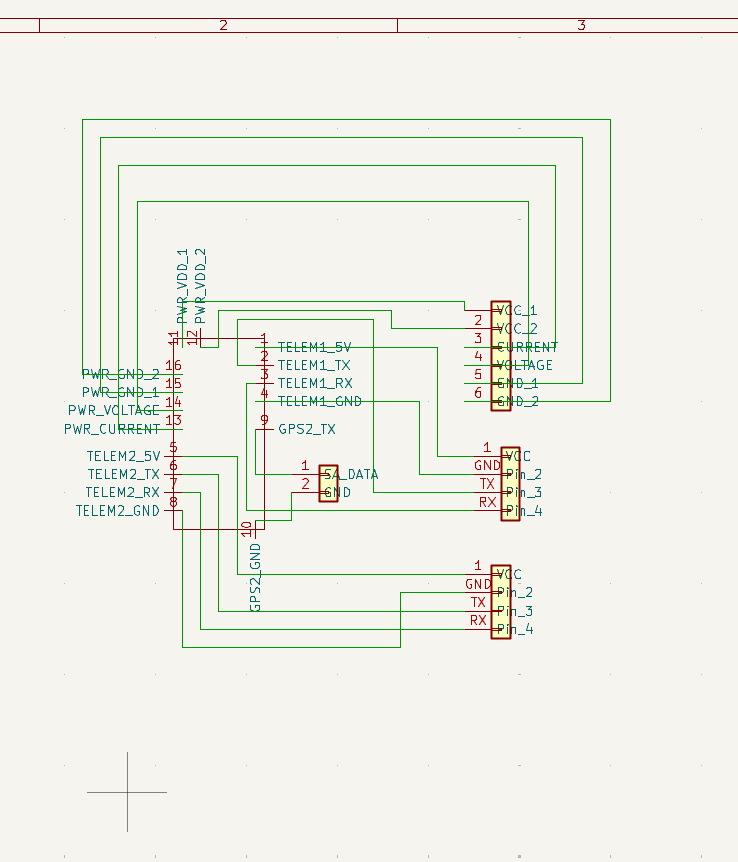 2 3
PWR_VDD_1
PWR_VDD_2
11
12
1 TELEM1_5V
2 TELEM1_TX
3 TELEM1_RX
4 TELEM1_GND
9 GPS2_TX
PWR_GND_2 16
PWR_GND_1 15
PWR_VOLTAGE 14
PWR_CURRENT 13
TELEM2_5V 5
TELEM2_TX 6
TELEM2_RX 7
TELEM2_GND 8
10
GPS2_GND
1 SA_DATA
2 GND
VCC_1
2 VCC_2
3 CURRENT
4 VOLTAGE
5 GND_1
6 GND_2
1 VCC
GND Pin_2
TX Pin_3
RX Pin_4
1 VCC
GND Pin_2
TX Pin_3
RX Pin_4